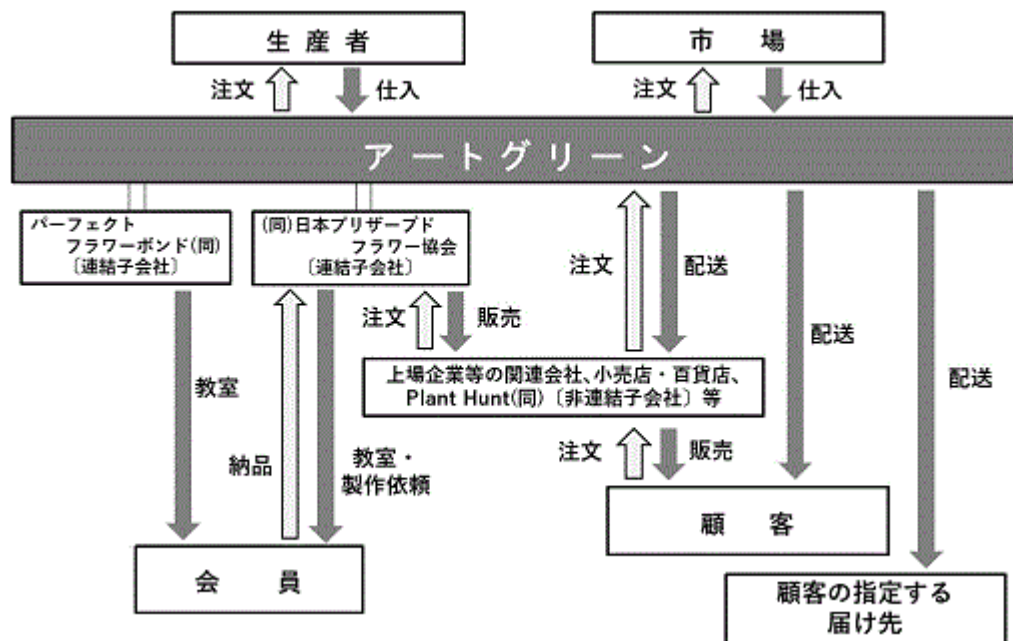 生産者
市場
注文
仕入
注文
仕入
アートグリーン
パーフェクト
フラワーボンド(同)
〔連結子会社〕
(同)日本プリザーブド
フラワー協会
〔連結子会社〕
注文
販売
注文
配送
配送
配送
上場企業等の関連会社、小売店・百貨店、
Plant Hunt(同)〔非連結子会社〕等
教室
納品
教室・
製作依頼
注文
販売
顧客
会員
顧客の指定する
届け先